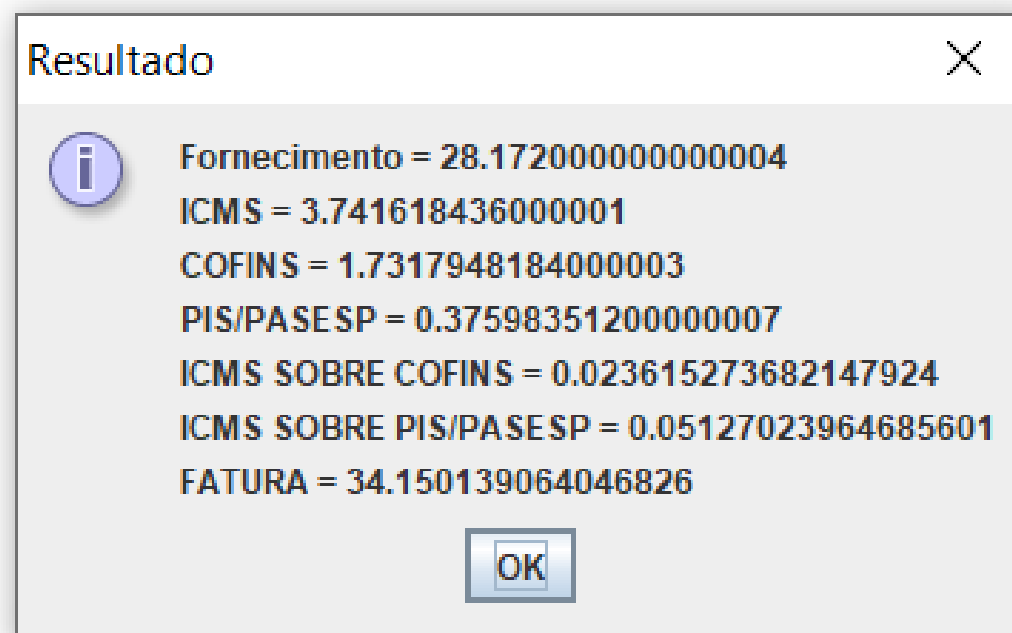 Resultado
Fornecimento = 28.172000000000004
ICMS = 3.741618436000001
COFINS = 1.7317948184000003
PIS/PASESP = 0.37598351200000007
ICMS SOBRE COFINS = 0.023615273682147924
ICMS SOBRE PIS/PASESP = 0.05127023964685601
FATURA = 34.150139064046826
OK